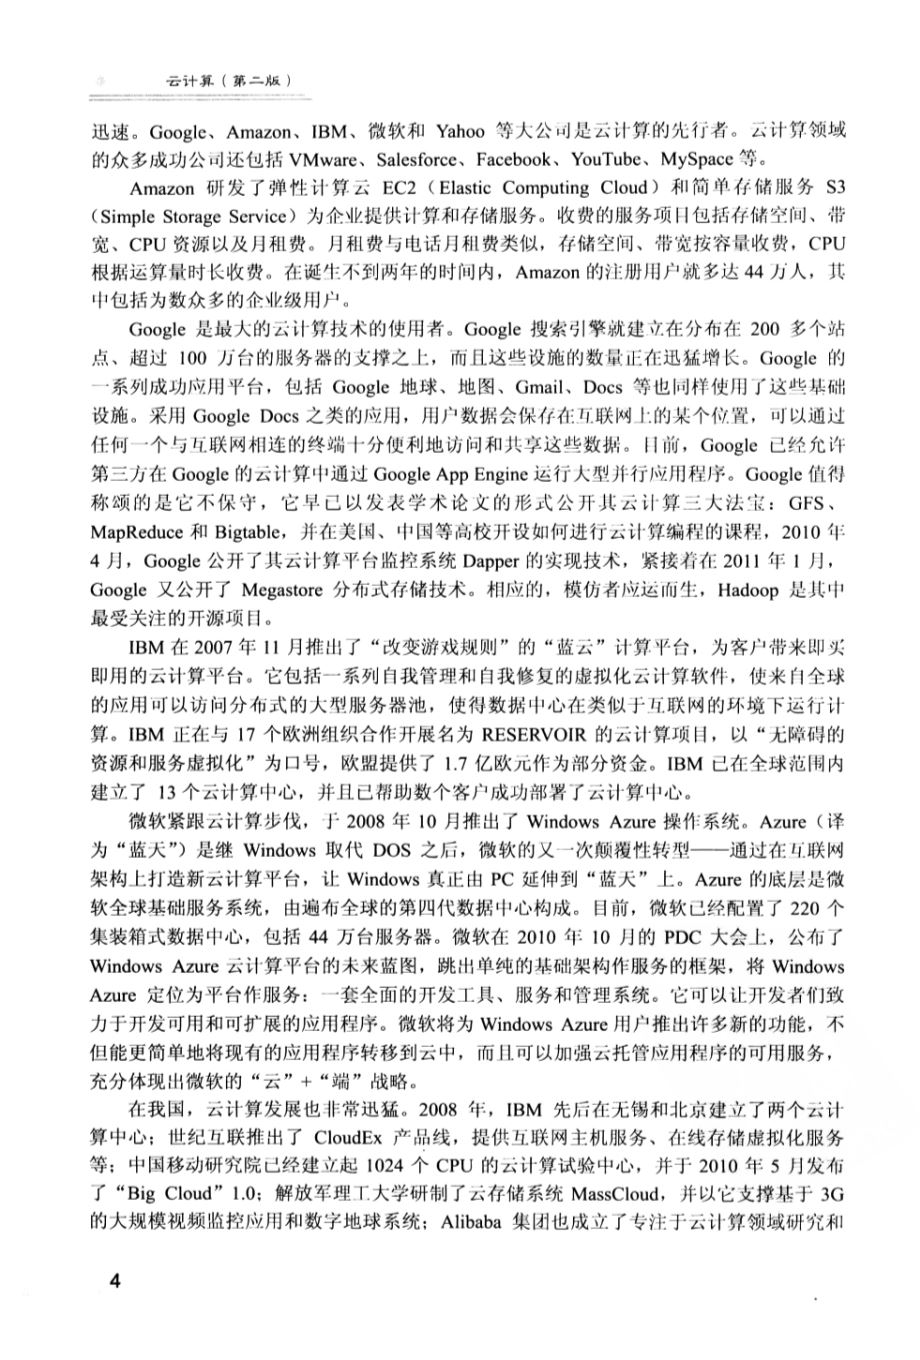 云计算（第二版）
迅速。Google、Amazon、IBM、微软和 Yahoo 等大公司是云计算的先行者。云计算领域
的众多成功公司还包括 VMware、Salesforce、Facebook、YouTube、MySpace 等。
Amazon 研发了弹性计算云 EC2（Elastic Computing Cloud）和简单存储服务 S3
（Simple Storage Service）为企业提供计算和存储服务。收费的服务项目包括存储空间、带
宽、CPU 资源以及月租费。月租费与电话月租费类似，存储空间、带宽按容量收费，CPU
根据运算量时长收费。在诞生不到两年的时间内，Amazon 的注册用户就多达 44 万人，其
中包括为数众多的企业级用户。
Google 是最大的云计算技术的使用者。Google 搜索引擎就建立在分布在 200 多个站
点、超过 100 万台的服务器的支撑之上，而且这些设施的数量正在迅猛增长。Google 的
一系列成功应用平台，包括 Google 地球、地图、Gmail、Docs 等也同样使用了这些基础
设施。采用 Google Docs 之类的应用，用户数据会保存在互联网上的某个位置，可以通过
任何一个与互联网相连的终端十分便利地访问和共享这些数据。目前，Google 已经允许
第三方在 Google 的云计算中通过 Google App Engine 运行大型并行应用程序。Google 值得
称颂的是它不保守，它早已以发表学术论文的形式公开其云计算三大法宝：GFS、
MapReduce 和 Bigtable，并在美国、中国等高校开设如何进行云计算编程的课程，2010 年
4 月，Google 公开了其云计算平台监控系统 Dapper 的实现技术，紧接着在 2011 年 1 月，
Google 又公开了 Megastore 分布式存储技术。相应的，模仿者应运而生，Hadoop 是其中
最受关注的开源项目。
IBM 在 2007 年 11 月推出了“改变游戏规则”的“蓝云”计算平台，为客户带来即买
即用的云计算平台。它包括一系列自我管理和自我修复的虚拟化云计算软件，使来自全球
的应用可以访问分布式的大型服务器池，使得数据中心在类似于互联网的环境下运行计
算。IBM 正在与 17 个欧洲组织合作开展名为 RESERVOIR 的云计算项目，以“无障碍的
资源和服务虚拟化”为口号，欧盟提供了 1.7 亿欧元作为部分资金。IBM 已在全球范围内
建立了 13 个云计算中心，并且已帮助数个客户成功部署了云计算中心。
微软紧跟云计算步伐，于 2008 年 10 月推出了 Windows Azure 操作系统。Azure（译
为“蓝天”）是继 Windows 取代 DOS 之后，微软的又一次颠覆性转型——通过在互联网
架构上打造新云计算平台，让 Windows 真正由 PC 延伸到“蓝天”上。Azure 的底层是微
软全球基础服务系统，由遍布全球的第四代数据中心构成。目前，微软已经配置了 220 个
集装箱式数据中心，包括 44 万台服务器。微软在 2010 年 10 月的 PDC 大会上，公布了
Windows Azure 云计算平台的未来蓝图，跳出单纯的基础架构作服务的框架，将 Windows
Azure 定位为平台作服务：一套全面的开发工具、服务和管理系统。它可以让开发者们致
力于开发可用和可扩展的应用程序。微软将为 Windows Azure 用户推出许多新的功能，不
但能更简单地将现有的应用程序转移到云中，而且可以加强云托管应用程序的可用服务，
充分体现出微软的“云”+“端”战略。
在我国，云计算发展也非常迅猛。2008 年，IBM 先后在无锡和北京建立了两个云计
算中心；世纪互联推出了 CloudEx 产品线，提供互联网主机服务、在线存储虚拟化服务
等；中国移动研究院已经建立起 1024 个 CPU 的云计算试验中心，并于 2010 年 5 月发布
了“Big Cloud”1.0；解放军理工大学研制了云存储系统 MassCloud，并以它支撑基于 3G
的大规模视频监控应用和数字地球系统；Alibaba 集团也成立了专注于云计算领域研究和
4